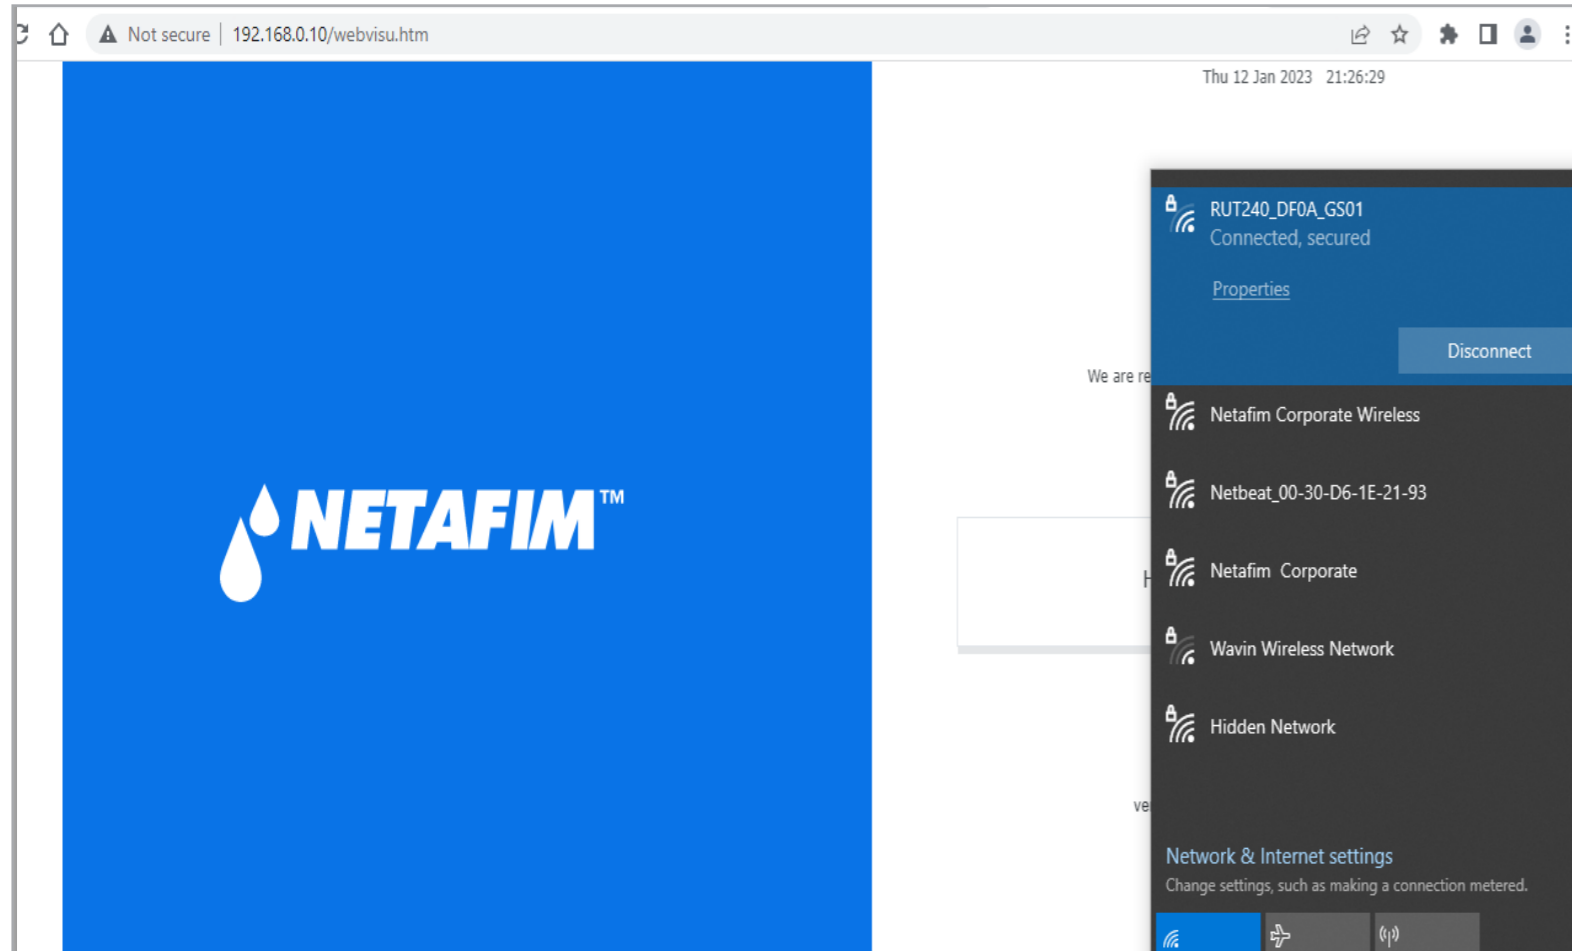 Not secure | 192.168.0.10/webvisu.htm
Thu 12 Jan 2023 21:26:29
RUT240_DF0A_GS01
Connected, secured
Properties
Disconnect
We are
Netafim Corporate Wireless
Netbeat_00-30-D6-1E-21-93
NETAFIM™
Netafim Corporate
Wavin Wireless Network
Hidden Network
Network & Internet settings
Change settings, such as making a connection metered.